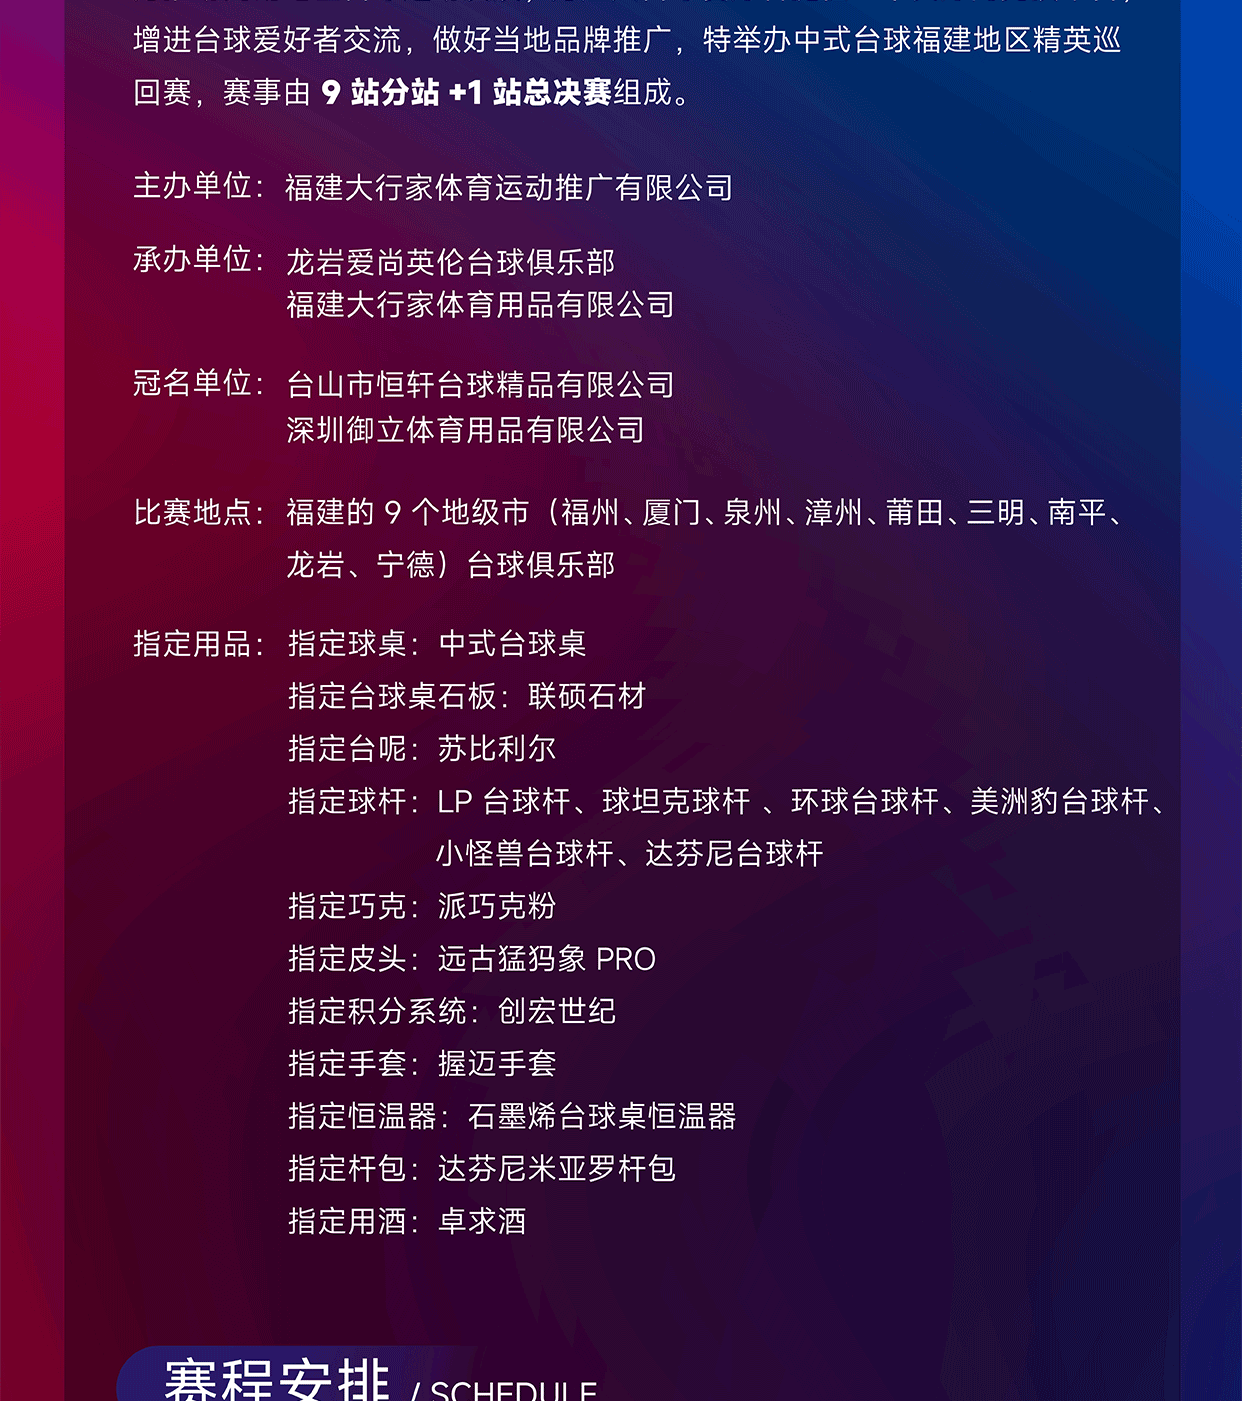 增进台球爱好者交流，做好当地品牌推广，特举办中式台球福建地区精英巡
回赛，赛事由 9 站分站 +1 站总决赛组成。
主办单位：福建大行家体育运动推广有限公司
承办单位：龙岩爱尚英伦台球俱乐部
福建大行家体育用品有限公司
冠名单位：台山市恒轩台球精品有限公司
深圳御立体育用品有限公司
比赛地点：福建的 9 个地级市（福州、厦门、泉州、漳州、莆田、三明、南平、
龙岩、宁德）台球俱乐部
指定用品：指定球桌：中式台球桌
指定台球桌石板：联硕石材
指定台呢：苏比利尔
指定球杆：LP 台球杆、球坦克球杆 、环球台球杆、美洲豹台球杆、
小怪兽台球杆、达芬尼台球杆
指定巧克：派巧克粉
指定皮头：远古猛犸象 PRO
指定积分系统：创宏世纪
指定手套：握迈手套
指定恒温器：石墨烯台球桌恒温器
指定杆包：达芬尼米亚罗杆包
指定用酒：卓求酒
赛程安排 / SCHEDULE